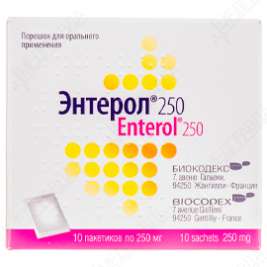 Порошок для орального
применения
Энтерол® 250
Enterol® 250
БИОКОДЕКС
7, авеню Галлиени,
94250 Жантийи - Франция
BIOCODEX
7 avenue Gallieni
94250 Gentilly - France
10 пакетиков по 250 мг
10 sachets 250 mg